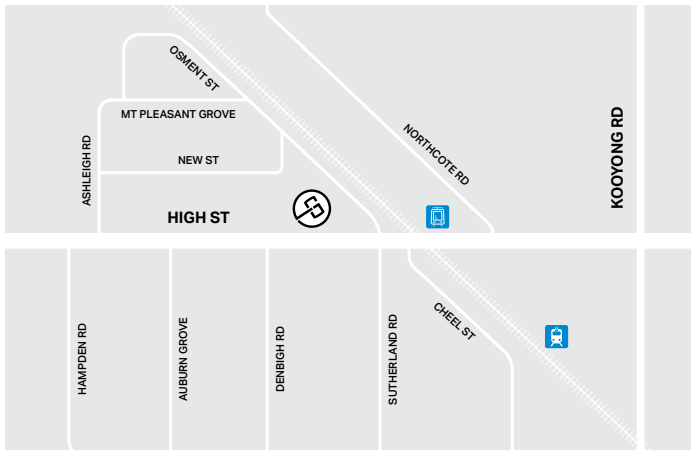 OSMENT ST
MT PLEASANT GROVE
NORTHCOTE RD
KOOYONG RD
ASHLEIGH RD
NEW ST
HIGH ST
HAMPDEN RD
AUBURN GROVE
DENBIGH RD
SUTHERLAND RD
CHEEL ST